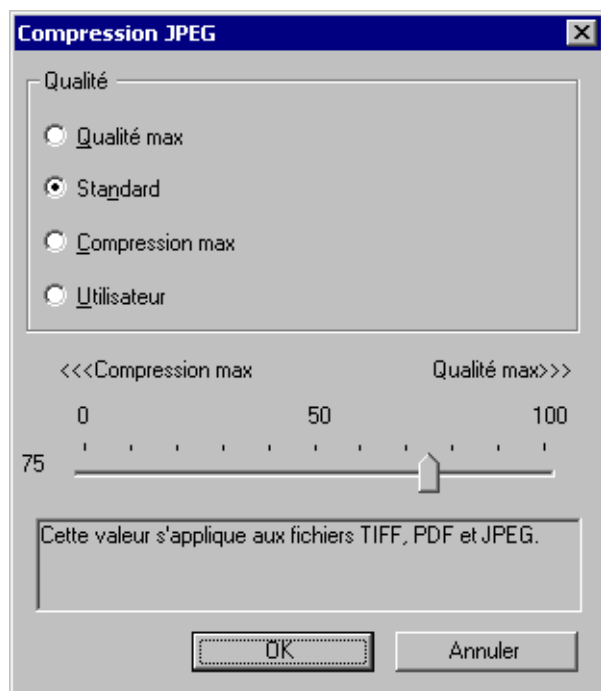 Compression JPEG
Qualité
Qualité max
Standard
Compression max
Utilisateur
<<<Compression max Qualité max>>>
0 50 100
75
Cette valeur s'applique aux fichiers TIFF, PDF et JPEG.
OK Annuler